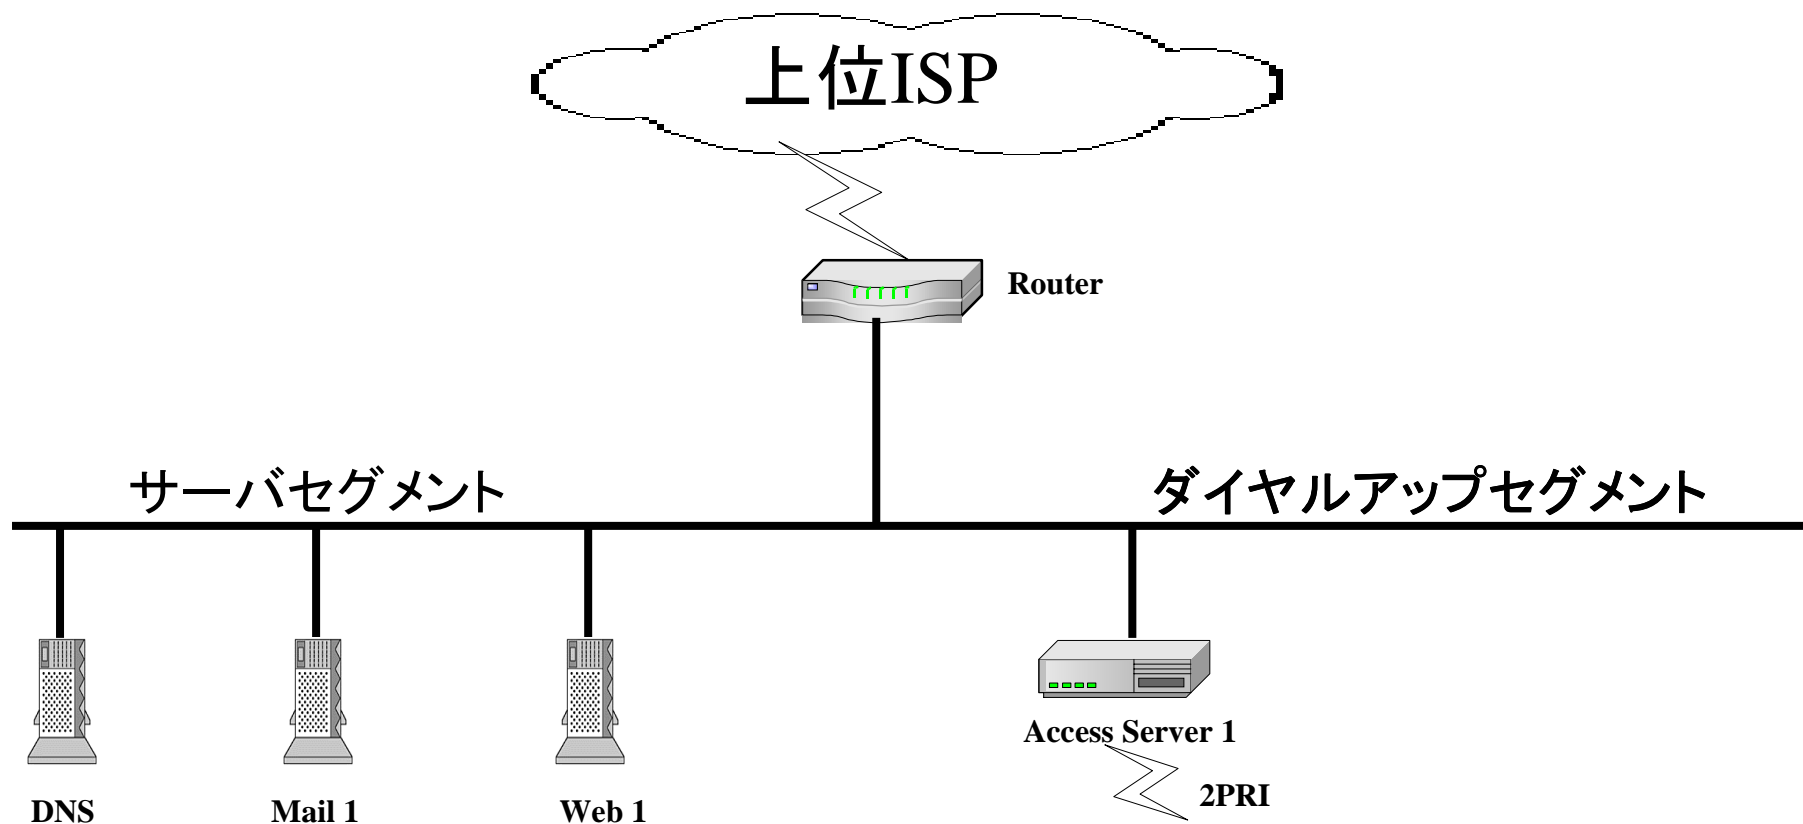 上位ISP
Router
サーバセグメント
ダイヤルアップセグメント
Access Server 1
2PRI
DNS
Mail 1
Web 1